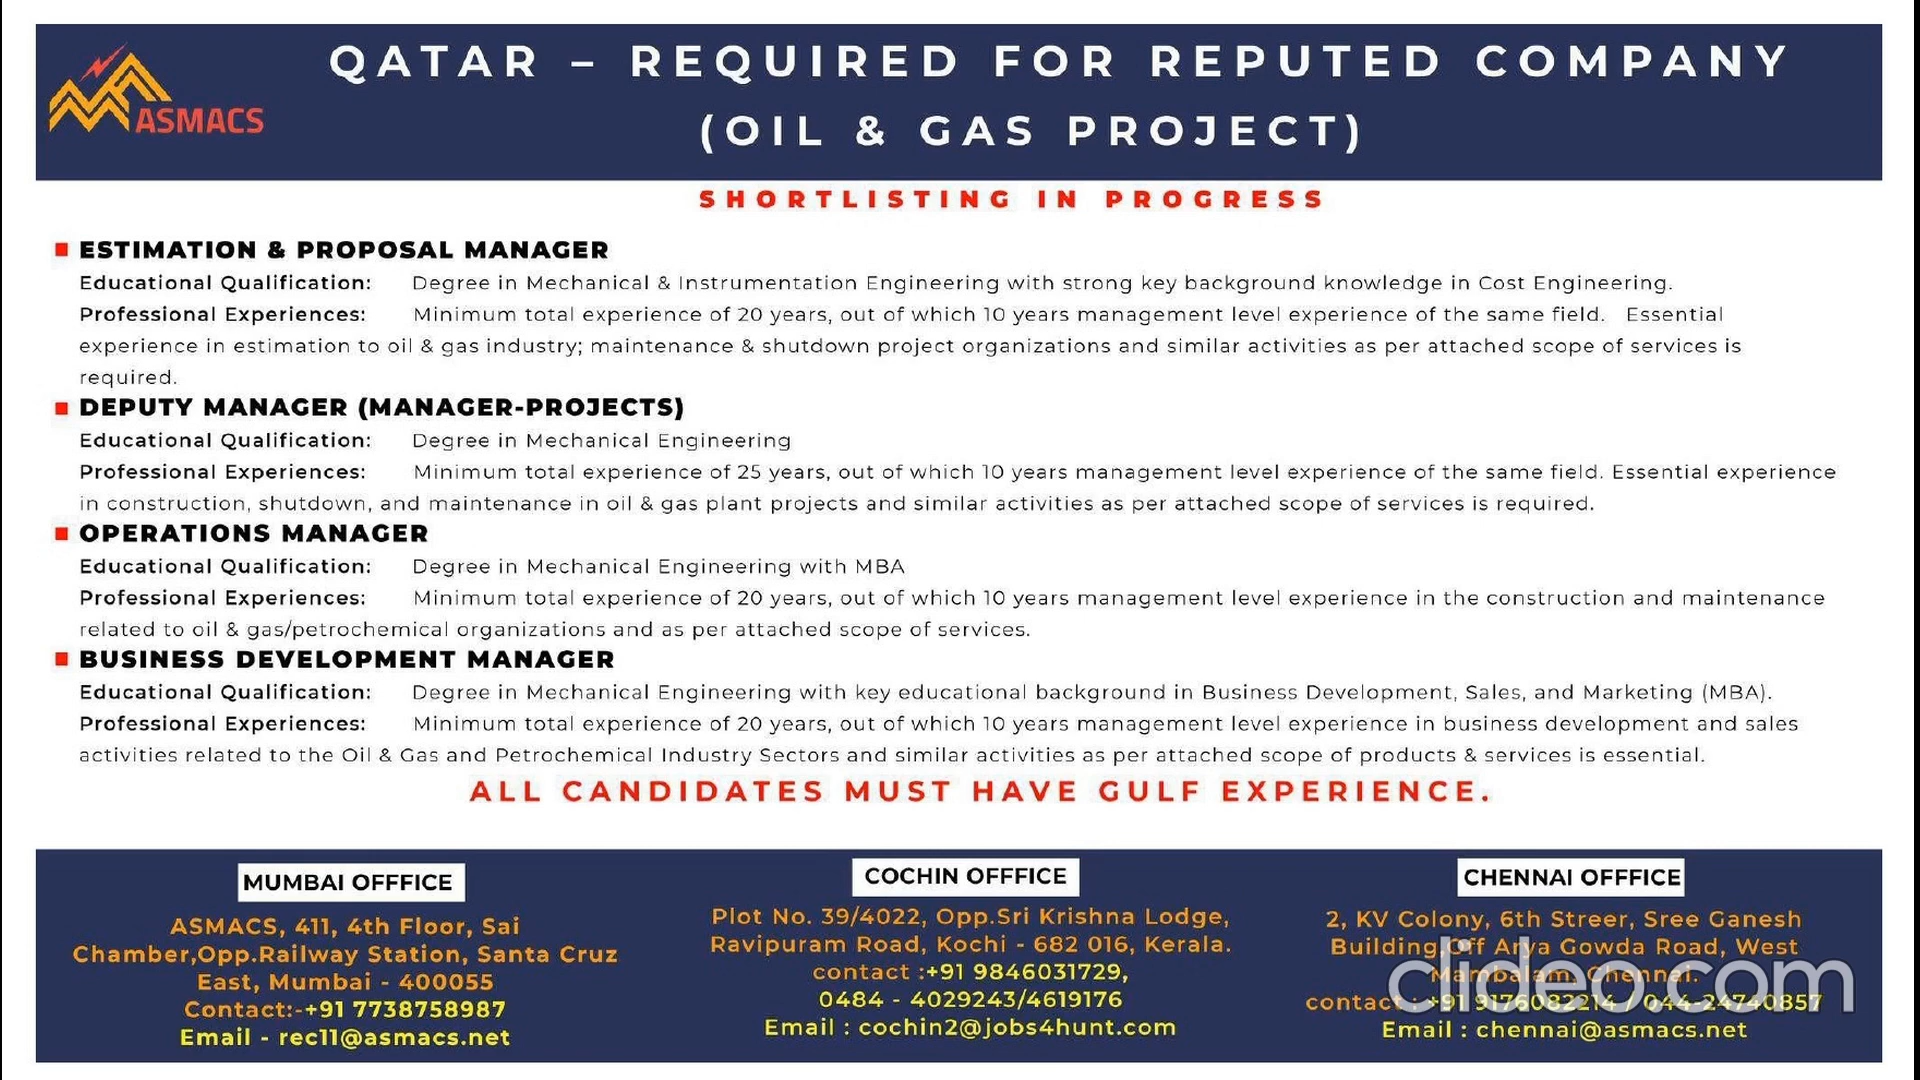 ASMACS
QATAR – REQUIRED FOR REPUTED COMPANY
(OIL & GAS PROJECT)
SHORTLISTING IN PROGRESS
ESTIMATION & PROPOSAL MANAGER
Educational Qualification: Degree in Mechanical & Instrumentation Engineering with strong key background knowledge in Cost Engineering.
Professional Experiences: Minimum total experience of 20 years, out of which 10 years management level experience of the same field. Essential
experience in estimation to oil & gas industry; maintenance & shutdown project organizations and similar activities as per attached scope of services is
required.
DEPUTY MANAGER (MANAGER-PROJECTS)
Educational Qualification: Degree in Mechanical Engineering
Professional Experiences: Minimum total experience of 25 years, out of which 10 years management level experience of the same field. Essential experience
in construction, shutdown, and maintenance in oil & gas plant projects and similar activities as per attached scope of services is required.
OPERATIONS MANAGER
Educational Qualification: Degree in Mechanical Engineering with MBA
Professional Experiences: Minimum total experience of 20 years, out of which 10 years management level experience in the construction and maintenance
related to oil & gas/petrochemical organizations and as per attached scope of services.
BUSINESS DEVELOPMENT MANAGER
Educational Qualification: Degree in Mechanical Engineering with key educational background in Business Development, Sales, and Marketing (MBA).
Professional Experiences: Minimum total experience of 20 years, out of which 10 years management level experience in business development and sales
activities related to the Oil & Gas and Petrochemical Industry Sectors and similar activities as per attached scope of products & services is essential.
ALL CANDIDATES MUST HAVE GULF EXPERIENCE.
MUMBAI OFFFICE
ASMACS, 411, 4th Floor, Sai
Chamber,Opp.Railway Station, Santa Cruz
East, Mumbai - 400055
Contact:-+91 7738758987
Email - rec11@asmacs.net
COCHIN OFFFICE
Plot No. 39/4022, Opp.Sri Krishna Lodge,
Ravipuram Road, Kochi - 682 016, Kerala.
contact :+91 9846031729,
0484 - 4029243/4619176
Email : cochin2@jobs4hunt.com
CHENNAI OFFFICE
2, KV Colony, 6th Streer, Sree Ganesh
Building,Off Arya Gowda Road, West
Mambalam, Chennai.
contact : +91 9176082214 / 044-24740857
Email : chennai@asmacs.net
clideo.com